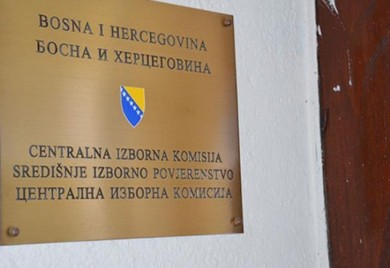 BOSNA I HERCEGOVINA
БОСНА И ХЕРЦЕГОВИНА
CENTRALNA IZBORNA KOMISIJA
SREDIŠNJE IZBORNO POVJERENSTVO
ЦЕНТРАЛНА ИЗБОРНА КОМИСИЈА